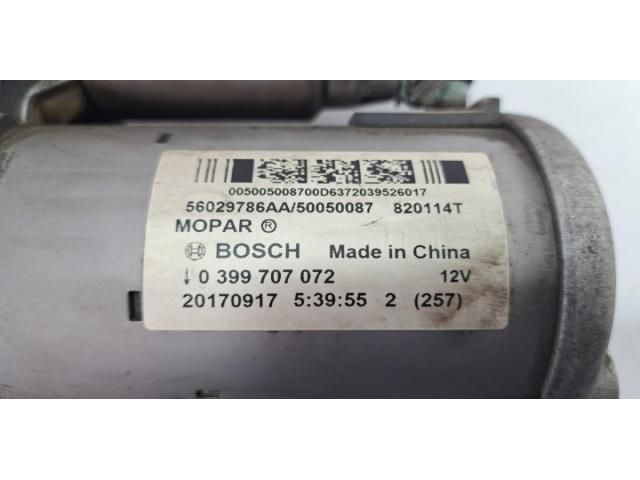 005005008700D6372039526017
56029786AA/50050087 820114T
MOPAR ®
BOSCH Made in China
↓ 0 399 707 072 12V
20170917 5:39:55 2 (257)